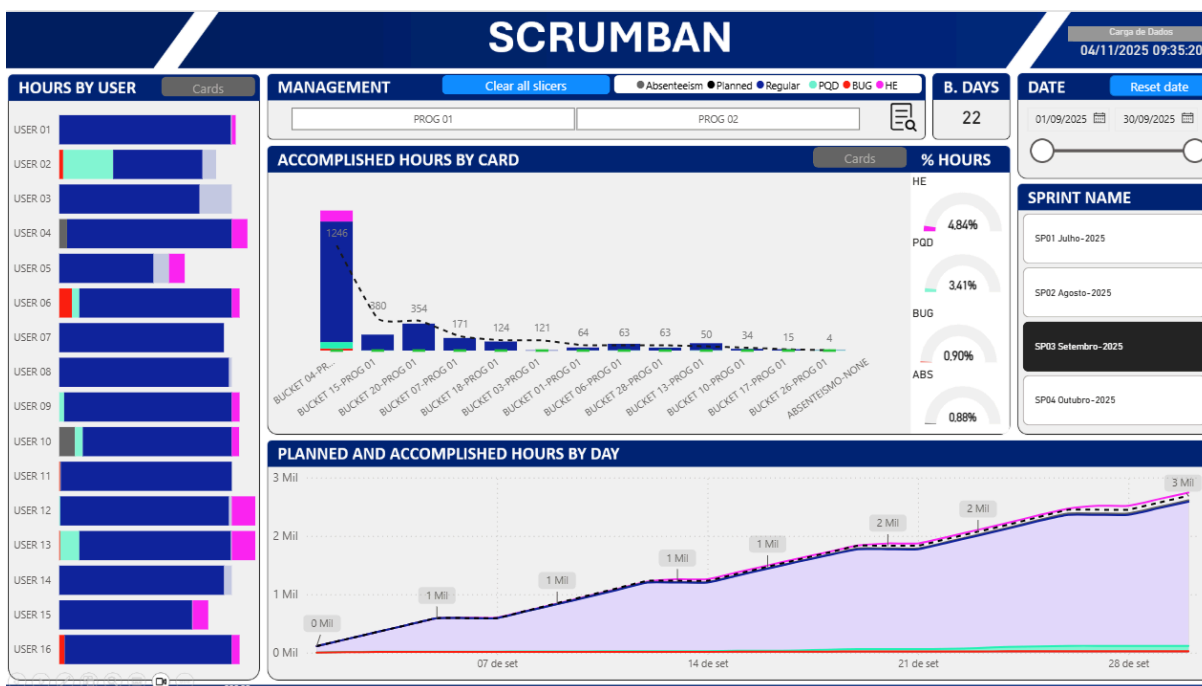 SCRUMBAN
Carga de Dados
04/11/2025 09:35:20
HOURS BY USER
Cards
USER 01
USER 02
USER 03
USER 04
USER 05
USER 06
USER 07
USER 08
USER 09
USER 10
USER 11
USER 12
USER 13
USER 14
USER 15
USER 16
MANAGEMENT
Clear all slicers
Absenteeism Planned Regular PQD BUG HE
PROG 01
PROG 02
B. DAYS
22
DATE
Reset date
01/09/2025
30/09/2025
ACCOMPLISHED HOURS BY CARD
Cards
1246
380
354
171
124
121
64
63
63
50
34
15
4
BUCKET 04-PR...
BUCKET 15-PROG 01
BUCKET 20-PROG 01
BUCKET 07-PROG 01
BUCKET 18-PROG 01
BUCKET 03-PROG 01
BUCKET 01-PROG 01
BUCKET 06-PROG 01
BUCKET 28-PROG 01
BUCKET 13-PROG 01
BUCKET 10-PROG 01
BUCKET 17-PROG 01
BUCKET 26-PROG 01
ABSENTEISMO-NONE
% HOURS
HE
4,84%
PQD
3,41%
BUG
0,90%
ABS
0,88%
SPRINT NAME
SP01 Julho-2025
SP02 Agosto-2025
SP03 Setembro-2025
SP04 Outubro-2025
PLANNED AND ACCOMPLISHED HOURS BY DAY
3 Mil
2 Mil
1 Mil
0 Mil
0 Mil
1 Mil
1 Mil
1 Mil
1 Mil
2 Mil
2 Mil
3 Mil
07 de set
14 de set
21 de set
28 de set